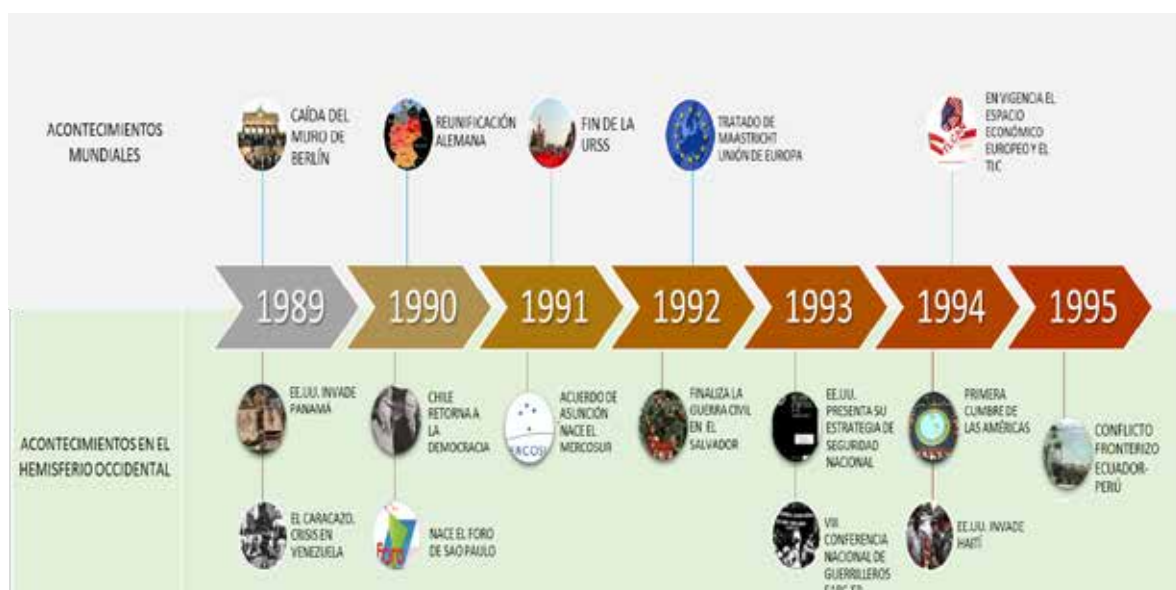 ACONTECIMIENTOS
MUNDIALES
CAÍDA DEL
MURO DE
BERLÍN
REUNIFICACIÓN
ALEMANA
FIN DE LA
URSS
TRATADO DE
MAASTRICHT
UNIÓN DE EUROPA
EN VIGENCIA EL
ESPACIO
ECONÓMICO
EUROPEO Y EL
TLC
1989
1990
1991
1992
1993
1994
1995
ACONTECIMIENTOS EN EL
HEMISFERIO OCCIDENTAL
EE.UU. INVADE
PANAMÁ
CHILE
RETORNA A
LA
DEMOCRACIA
ACUERDO DE
ASUNCIÓN
NACE EL
MERCOSUR
FINALIZA LA
GUERRA CIVIL
EN EL
SALVADOR
EE.UU.
PRESENTA SU
ESTRATEGIA DE
SEGURIDAD
NACIONAL
PRIMERA
CUMBRE DE
LAS AMÉRICAS
CONFLICTO
FRONTERIZO
ECUADOR-
PERÚ
EL CARACAZO.
CRISIS EN
VENEZUELA
Foro
NACE EL FORO
DE SAO PAULO
VIII
CONFERENCIA
NACIONAL DE
GUERRILLEROS
EE.UU. INVADE
HAITÍ